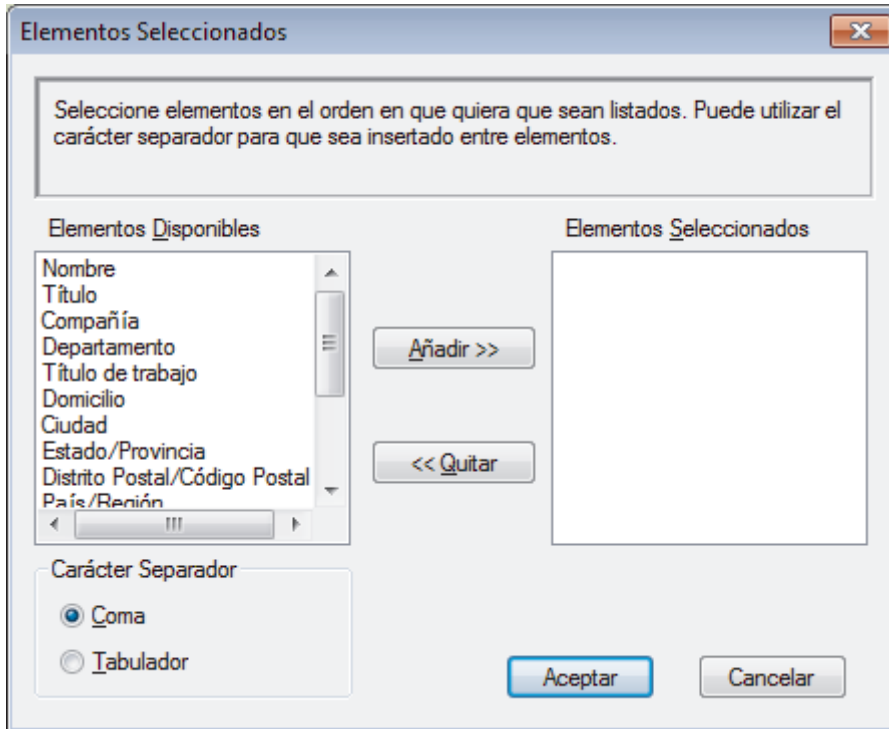 Elementos Seleccionados
Seleccione elementos en el orden en que quiera que sean listados. Puede utilizar el
carácter separador para que sea insertado entre elementos.
Elementos Disponibles
Elementos Seleccionados
Nombre
Título
Compañía
Departamento
Título de trabajo
Domicilio
Ciudad
Estado/Provincia
Distrito Postal/Código Postal
País/Región
Añadir >>
<< Quitar
Carácter Separador
Coma
Tabulador
Aceptar
Cancelar